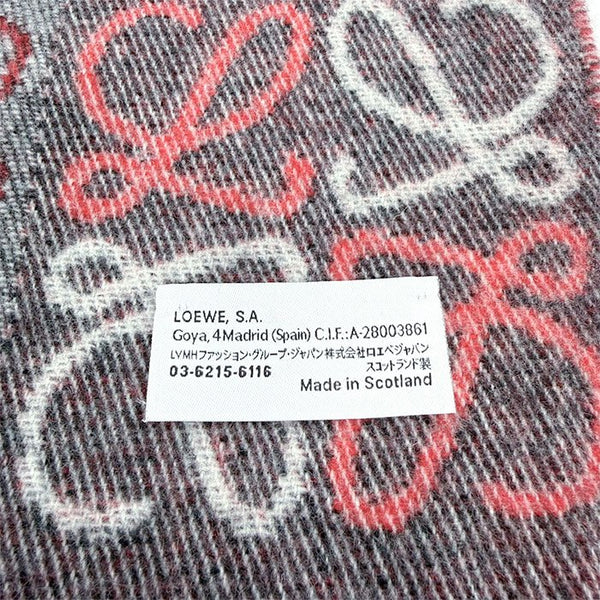 LOEWE, S.A.
Goya, 4 Madrid (Spain) C.I.F.:A-28003861
LVMHファッション・グループ・ジャパン株式会社ロエベジャパン
03-6215-6116 スコットランド製
Made in Scotland